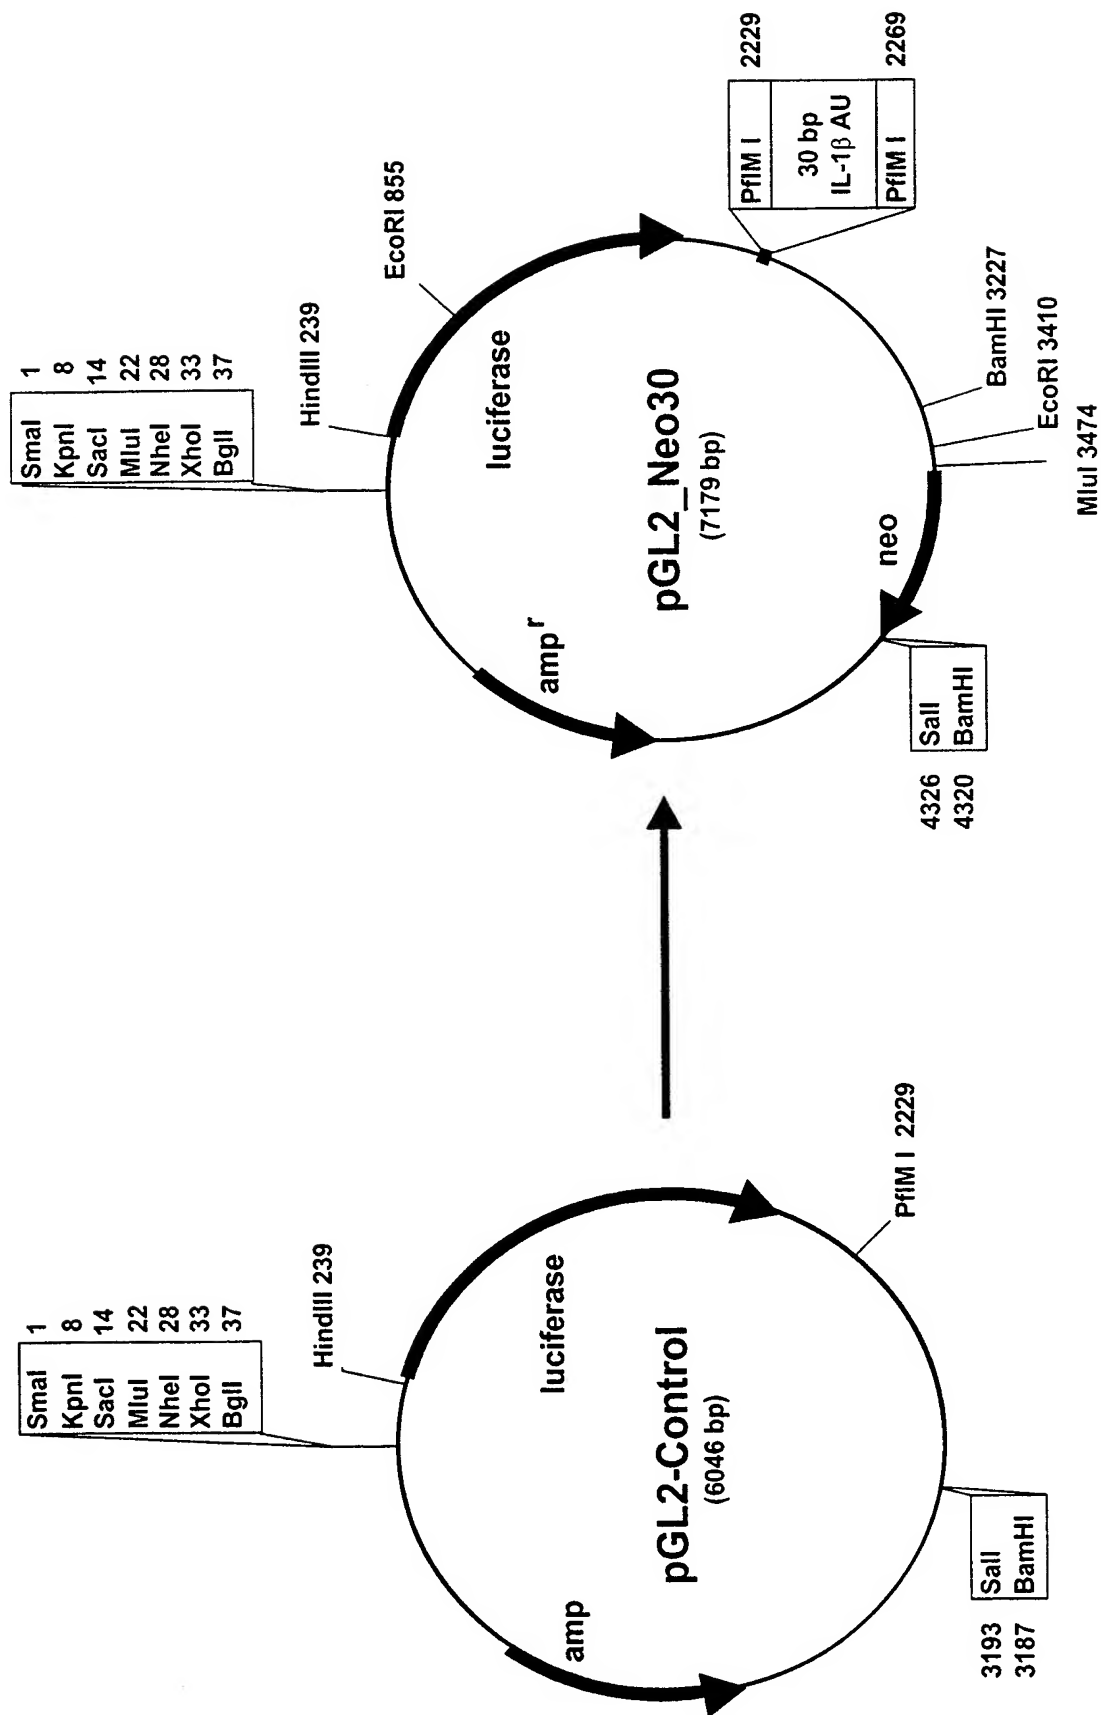 SmaI 1
KpnI 8
SacI 14
MluI 22
NheI 28
XhoI 33
BglI 37
HindIII 239
amp
luciferase
pGL2-Control
(6046 bp)
PflM I 2229
3193 SalI
3187 BamHI
SmaI 1
KpnI 8
SacI 14
MluI 22
NheI 28
XhoI 33
BglI 37
HindIII 239
EcoRI 855
amp r
luciferase
pGL2_Neo30
(7179 bp)
PflM I 2229
30 bp
IL-1β AU
PflM I 2269
neo
BamHI 3227
EcoRI 3410
MluI 3474
4326 SalI
4320 BamHI